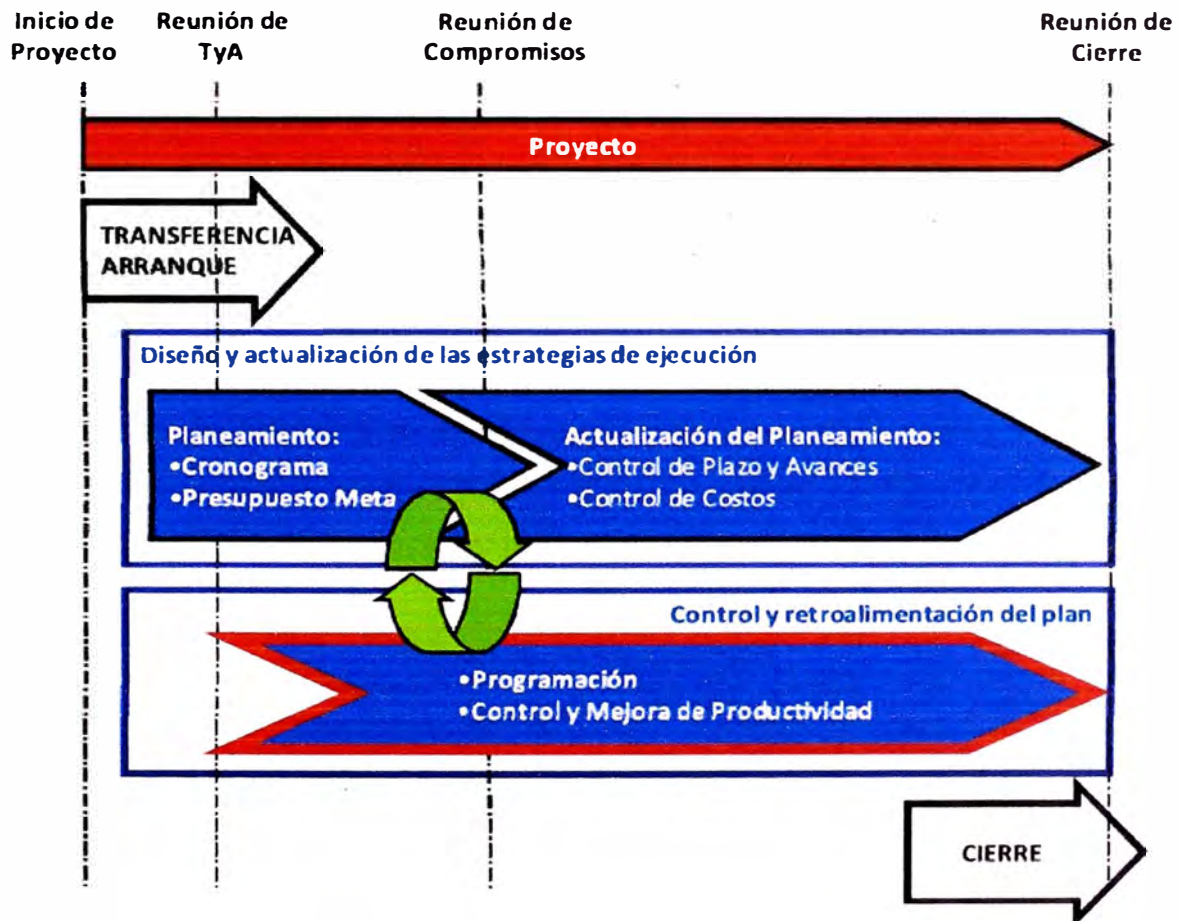 Inicio de
Proyecto
Reunión de
TyA
Reunión de
Compromisos
Reunión de
Cierre
Proyecto
TRANSFERENCIA
ARRANQUE
Diseño y actualización de las estrategias de ejecución
Planeamiento:
•Cronograma
•Presupuesto Meta
Actualización del Planeamiento:
•Control de Plazo y Avances
•Control de Costos
Control y retroalimentación del plan
•Programación
•Control y Mejora de Productividad
CIERRE